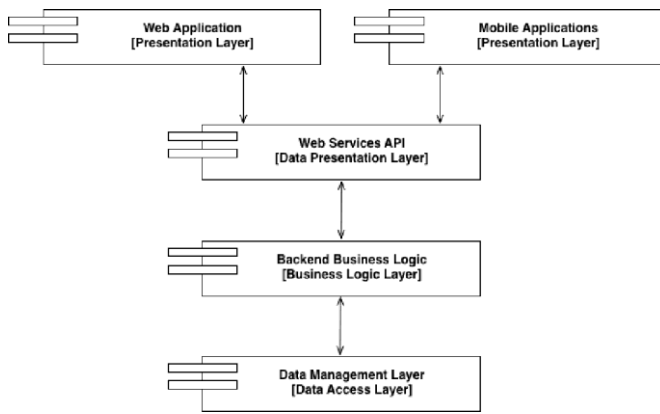 Web Application
[Presentation Layer]
Mobile Applications
[Presentation Layer]
Web Services API
[Data Presentation Layer]
Backend Business Logic
[Business Logic Layer]
Data Management Layer
[Data Access Layer]